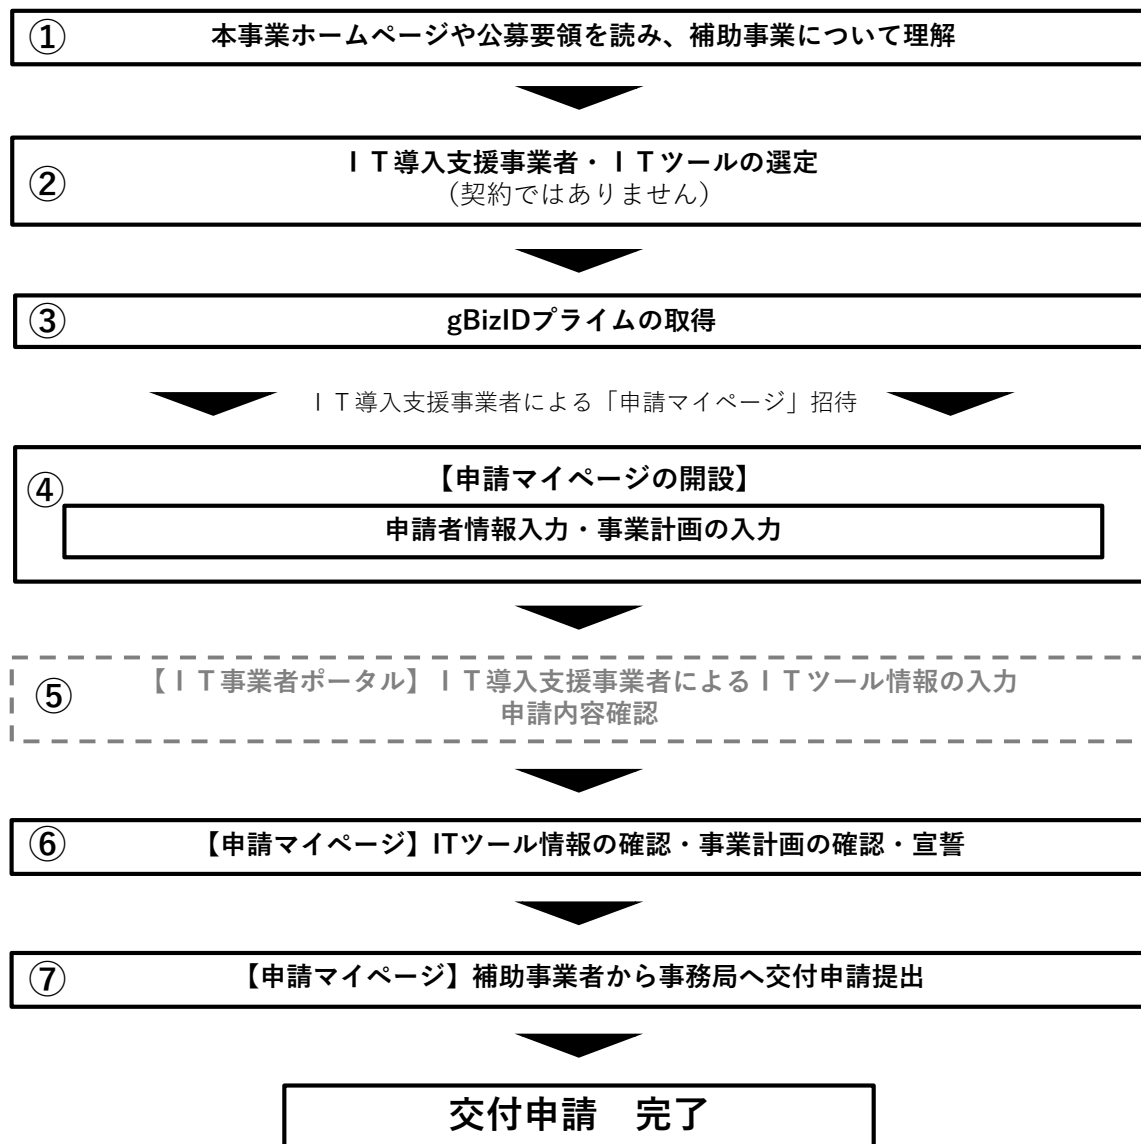 ① 本事業ホームページや公募要領を読み、補助事業について理解
② ＩＴ導入支援事業者・ＩＴツールの選定
（契約ではありません）
③ gBizIDプライムの取得
ＩＴ導入支援事業者による「申請マイページ」招待
④ 【申請マイページの開設】
申請者情報入力・事業計画の入力
⑤ 【ＩＴ事業者ポータル】ＩＴ導入支援事業者によるＩＴツール情報の入力
申請内容確認
⑥ 【申請マイページ】ITツール情報の確認・事業計画の確認・宣誓
⑦ 【申請マイページ】補助事業者から事務局へ交付申請提出
交付申請　完了